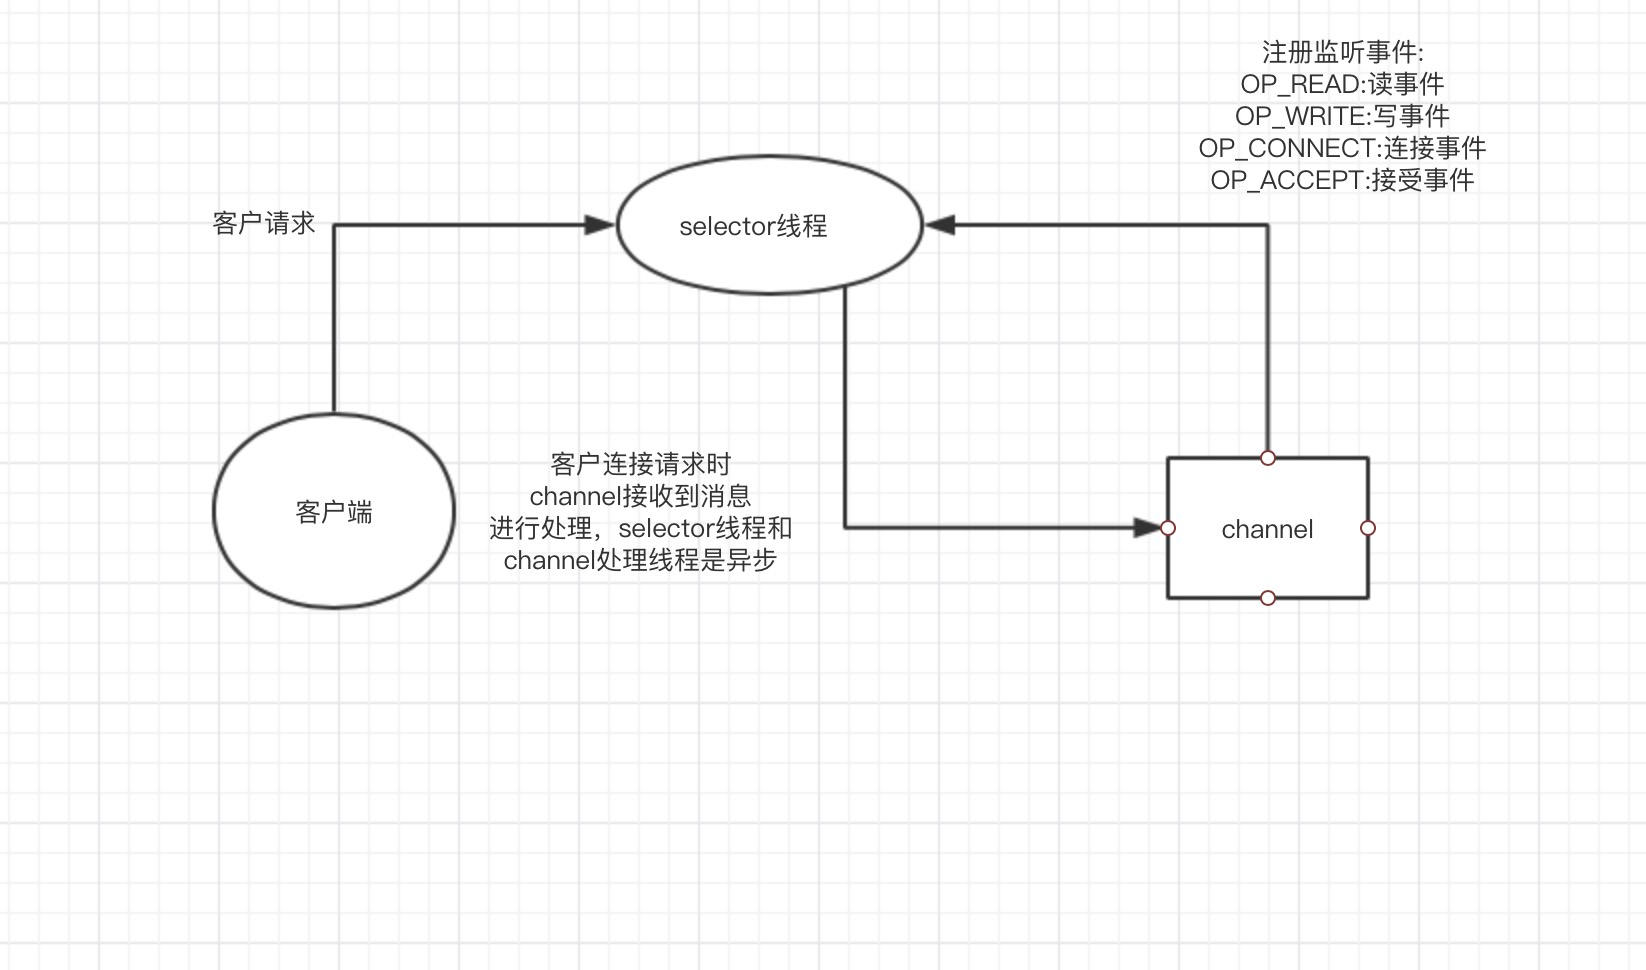 注册监听事件:
OP_READ:读事件
OP_WRITE:写事件
OP_CONNECT:连接事件
OP_ACCEPT:接受事件
客户请求
selector线程
客户端
客户连接请求时
channel接收到消息
进行处理，selector线程和
channel处理线程是异步
channel